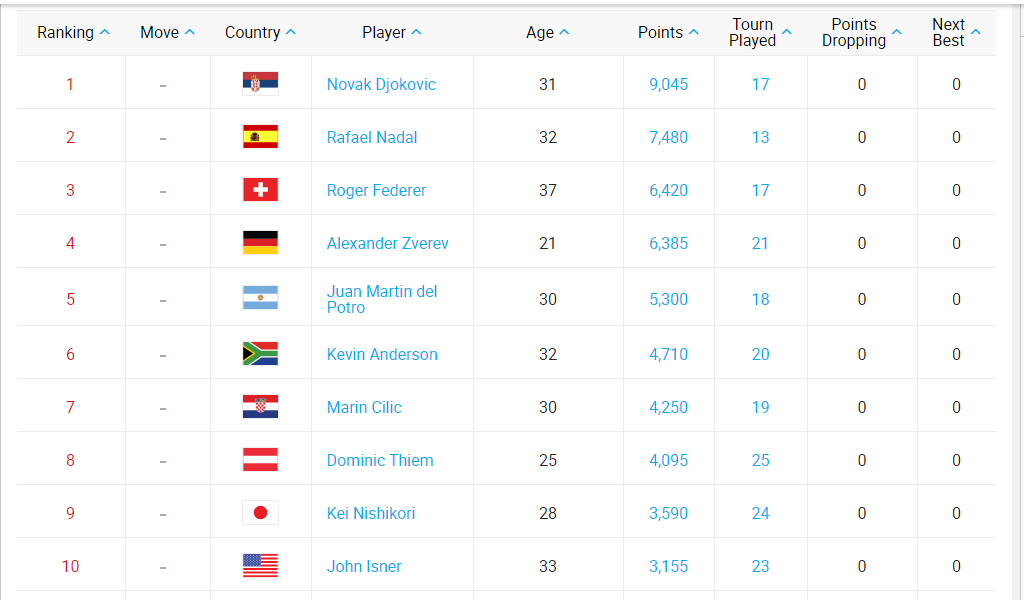 Ranking Move Country Player Age Points Tourn Played Points Dropping Next Best
1 – Novak Djokovic 31 9,045 17 0 0
2 – Rafael Nadal 32 7,480 13 0 0
3 – Roger Federer 37 6,420 17 0 0
4 – Alexander Zverev 21 6,385 21 0 0
5 – Juan Martin del Potro 30 5,300 18 0 0
6 – Kevin Anderson 32 4,710 20 0 0
7 – Marin Cilic 30 4,250 19 0 0
8 – Dominic Thiem 25 4,095 25 0 0
9 – Kei Nishikori 28 3,590 24 0 0
10 – John Isner 33 3,155 23 0 0